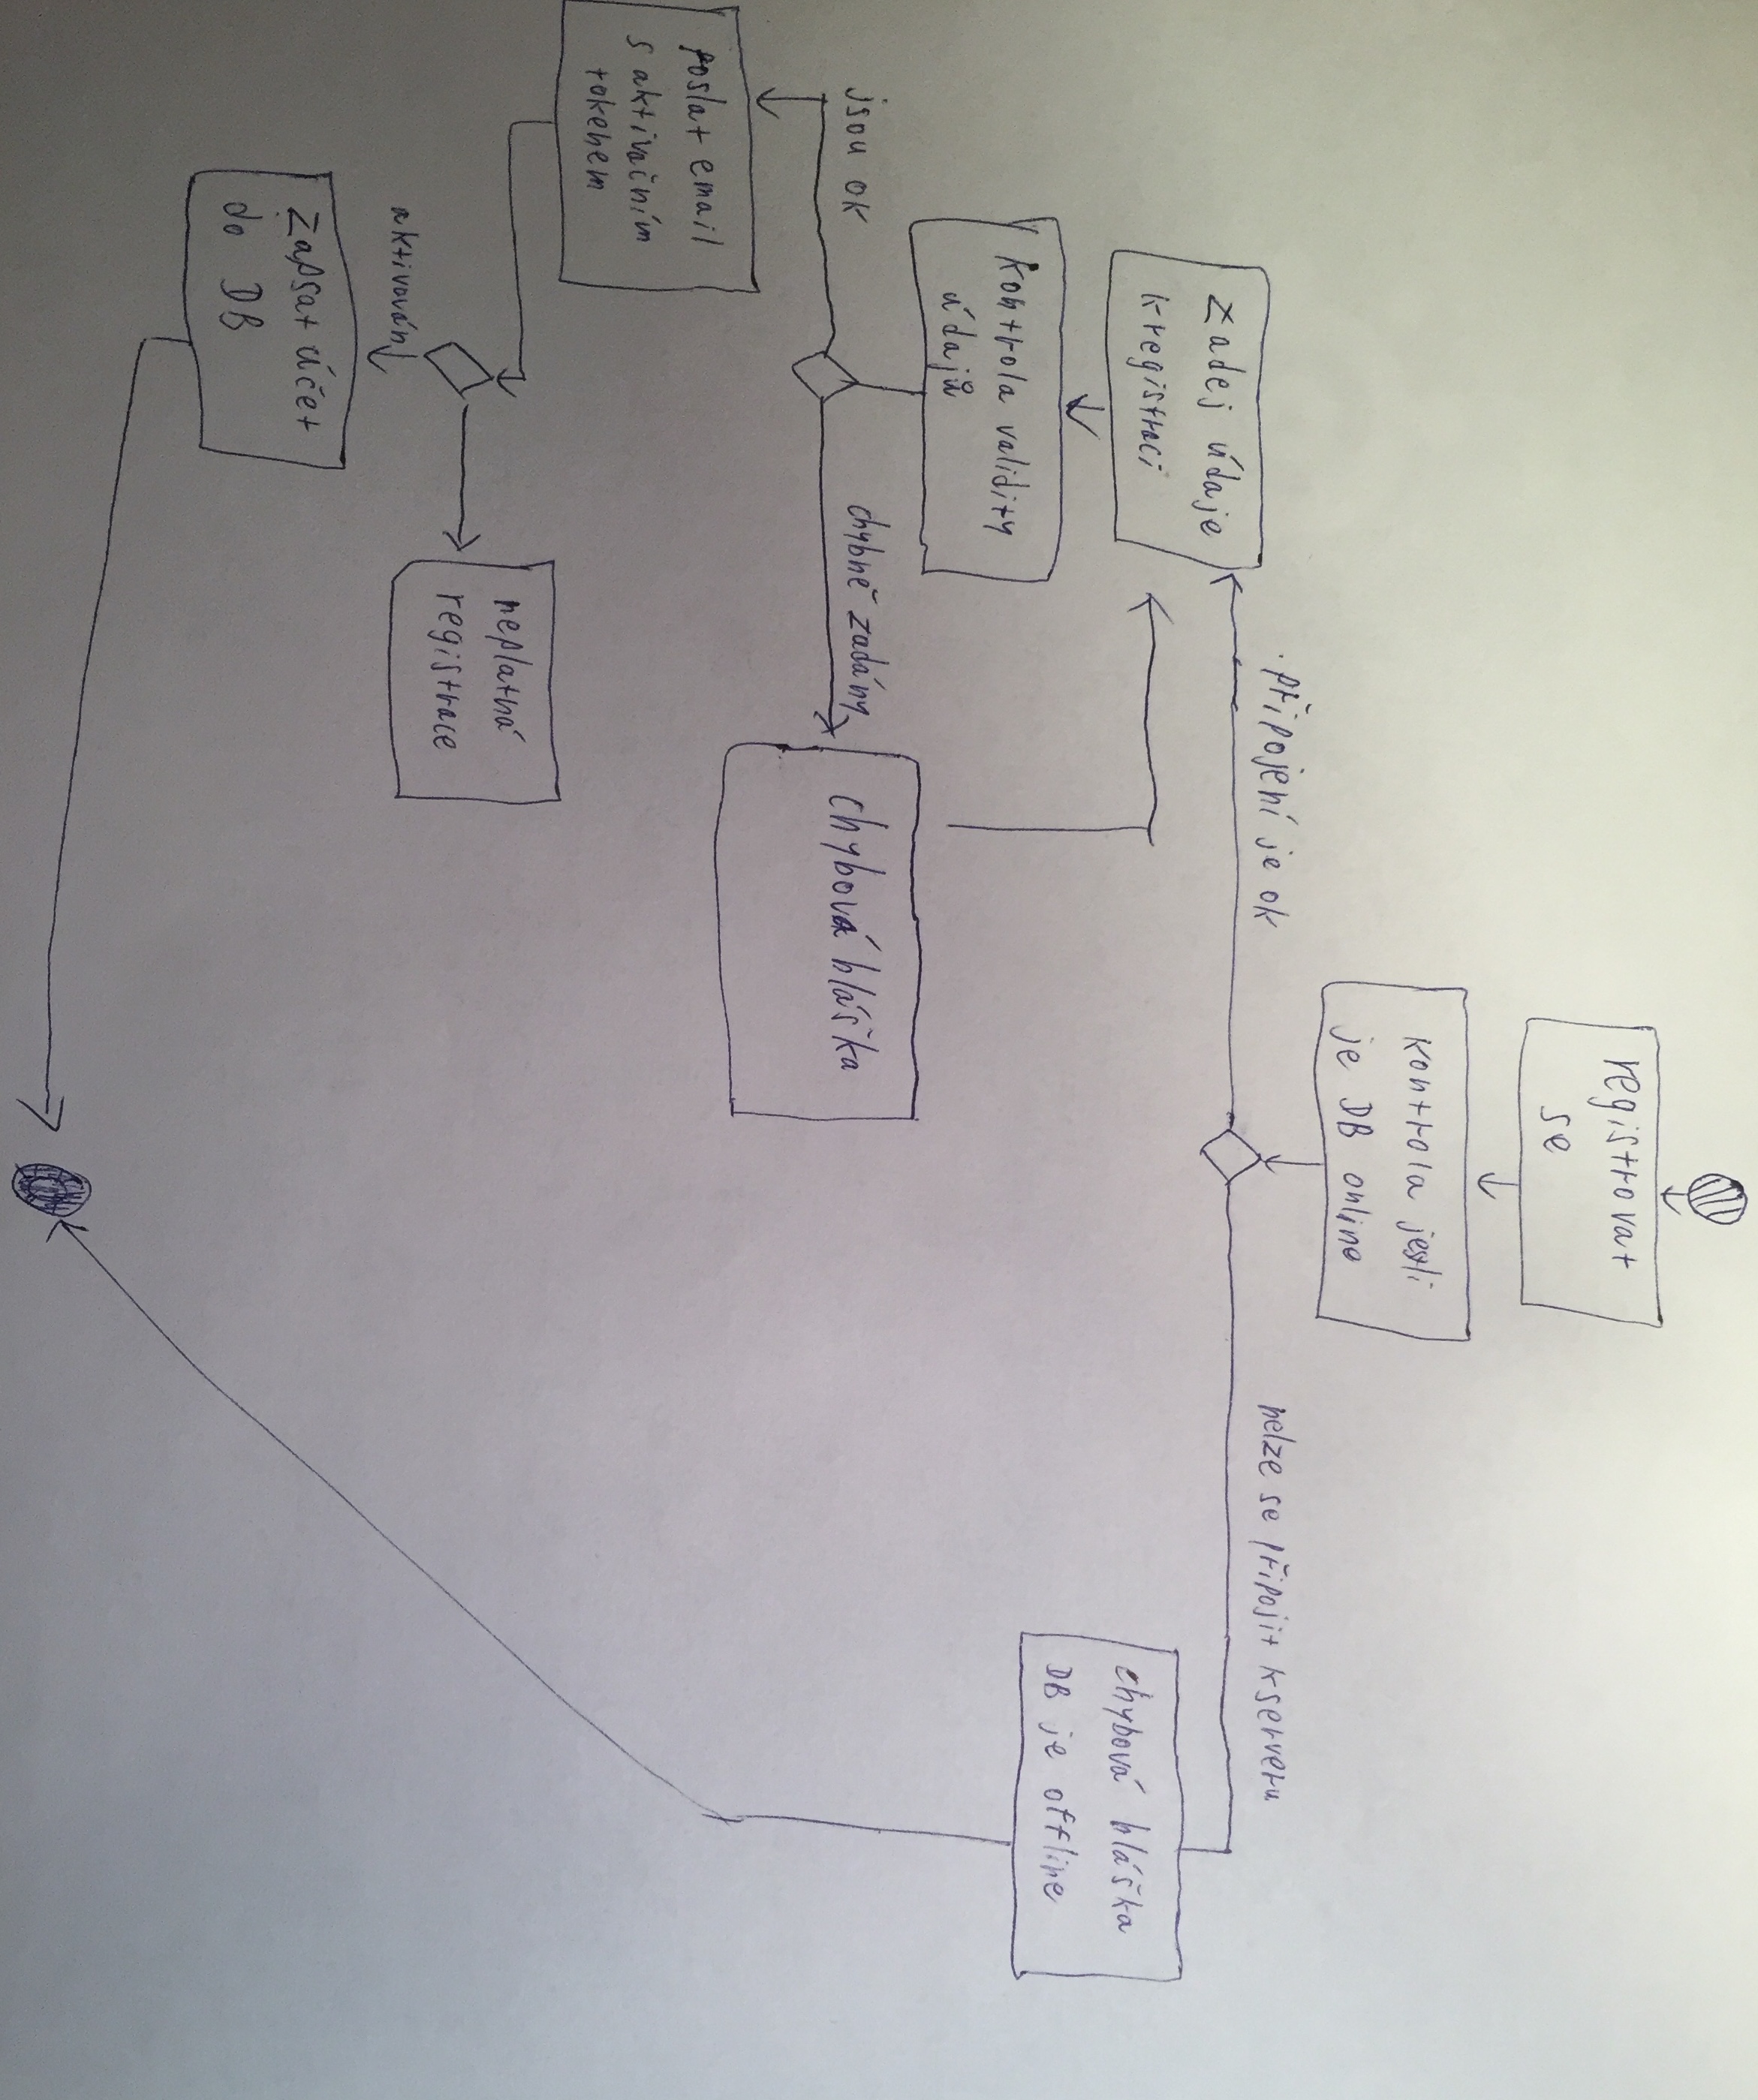 registrovat
se
kontrola jestli
je DB online
připojení je ok
nelze se připojit k serveru
zadej údaje
k registraci
kontrola validity
údajů
jsou ok
chybně zadány
chybová hláška
chybová hláška
DB je offline
poslat email
s aktivačním
tokenem
aktivován
neplatná
registrace
zapsat účet
do DB